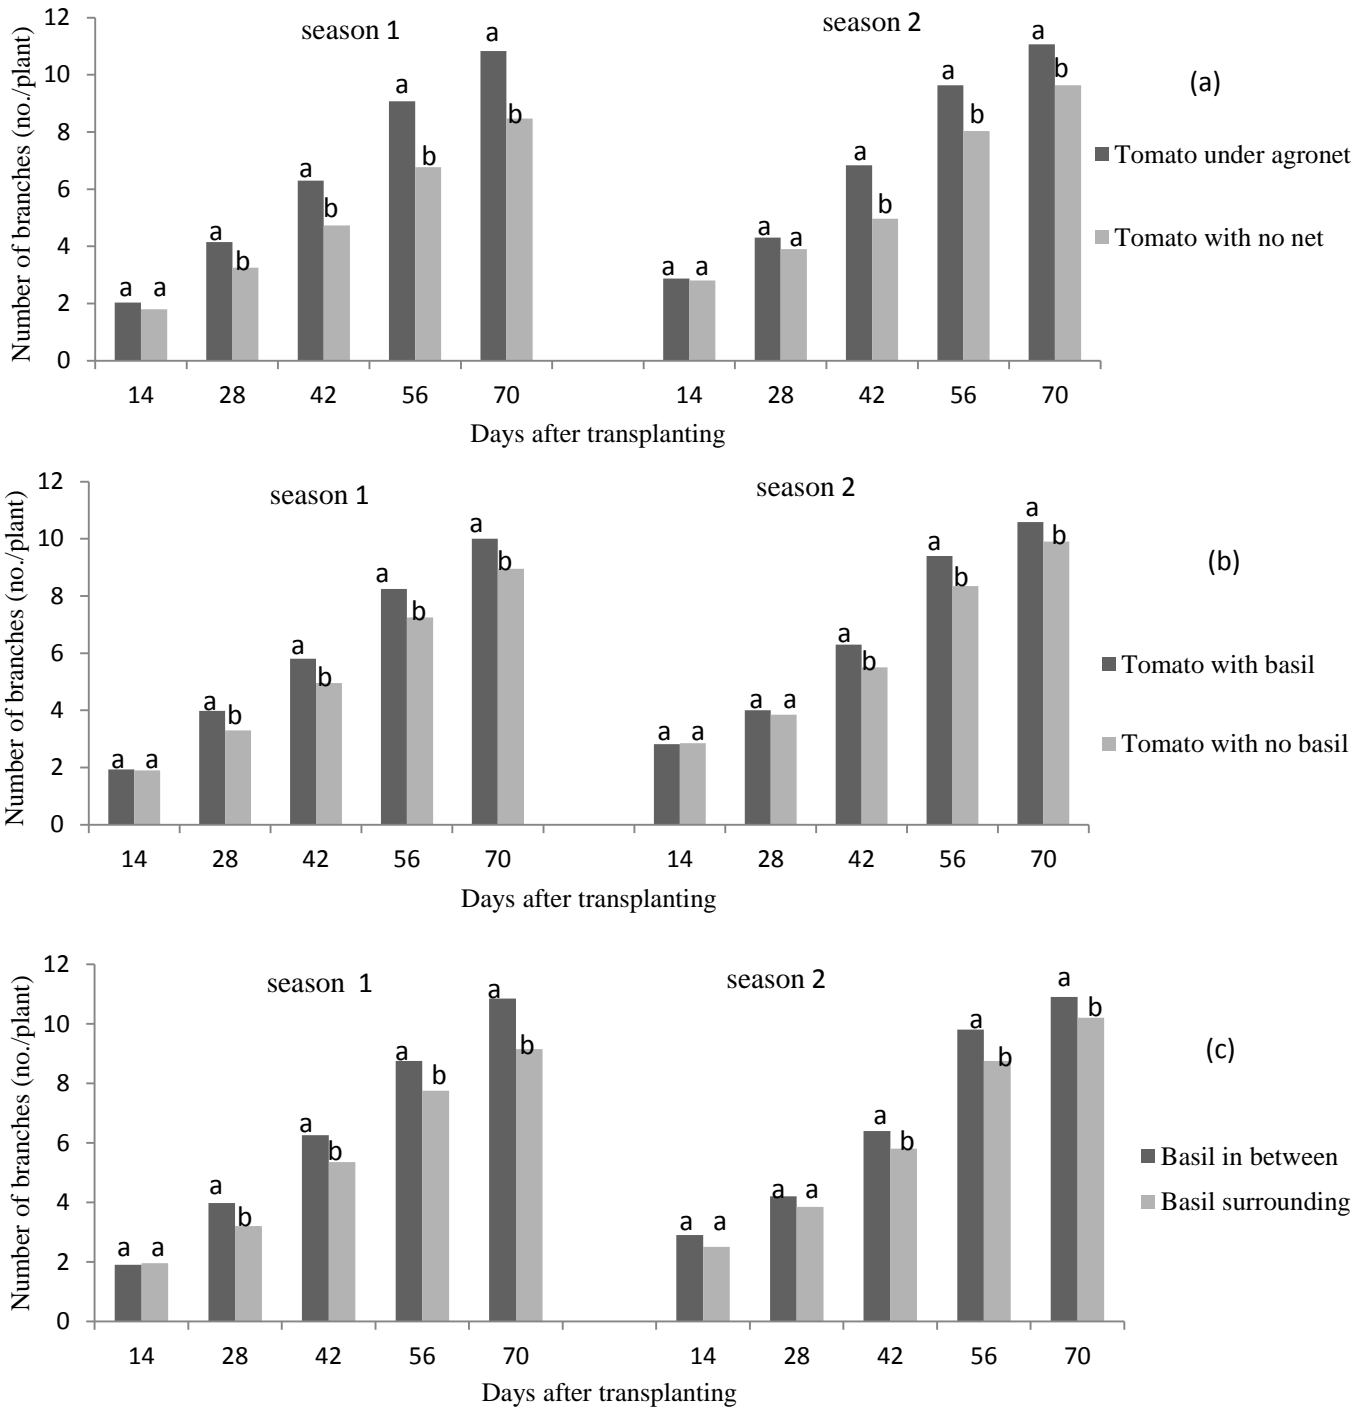 Number of branches (no./plant)
12
10
8
6
4
2
0
season 1
season 2
a a a b a b a b a b
a a a a a b a b a b
(a)
Tomato under agronet
Tomato with no net
14 28 42 56 70 14 28 42 56 70
Days after transplanting
Number of branches (no./plant)
12
10
8
6
4
2
0
season 1
season 2
a a a b a b a b a b
a a a a a b a b a b
(b)
Tomato with basil
Tomato with no basil
14 28 42 56 70 14 28 42 56 70
Days after transplanting
Number of branches (no./plant)
12
10
8
6
4
2
0
season 1
season 2
a a a b a b a b a b
a a a a a b a b a b
(c)
Basil in between
Basil surrounding
14 28 42 56 70 14 28 42 56 70
Days after transplanting